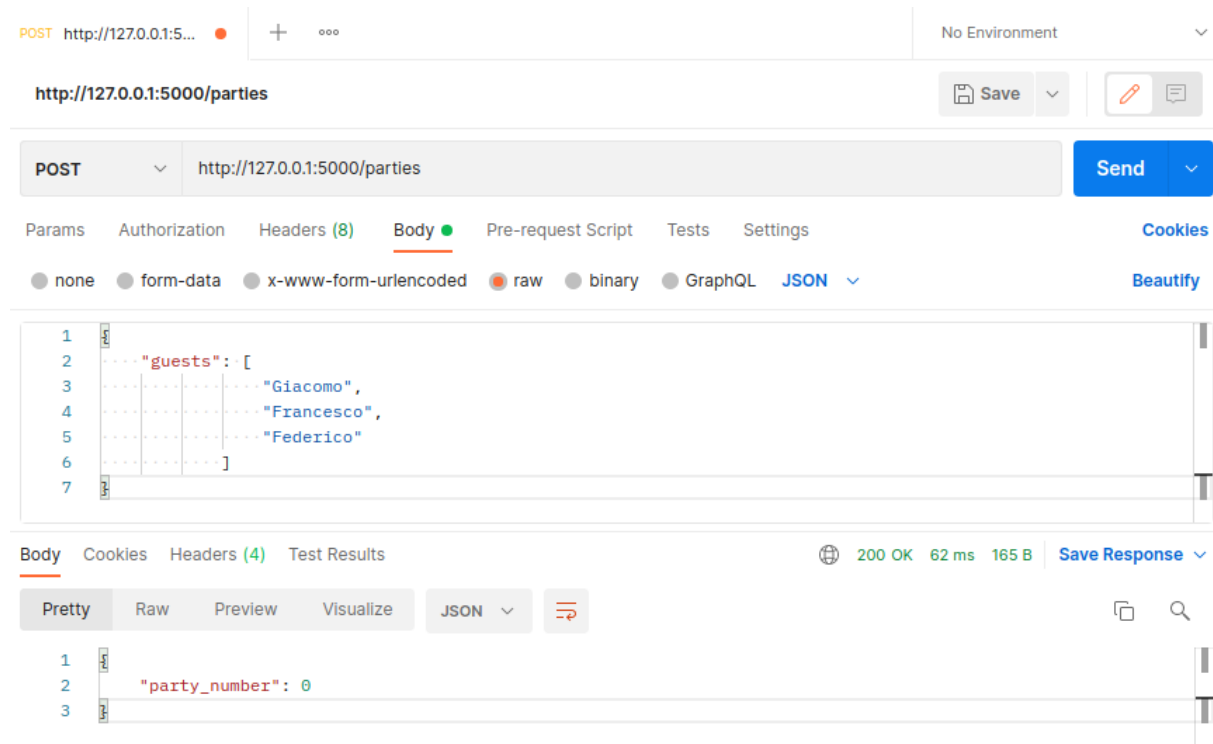 POST http://127.0.0.1:5... No Environment
http://127.0.0.1:5000/parties Save
POST http://127.0.0.1:5000/parties Send
Params Authorization Headers (8) Body Pre-request Script Tests Settings Cookies
none form-data x-www-form-urlencoded raw binary GraphQL JSON Beautify
1 {
2 "guests": [
3 "Giacomo",
4 "Francesco",
5 "Federico"
6 ]
7 }
Body Cookies Headers (4) Test Results 200 OK 62 ms 165 B Save Response
Pretty Raw Preview Visualize JSON
1 {
2 "party_number": 0
3 }